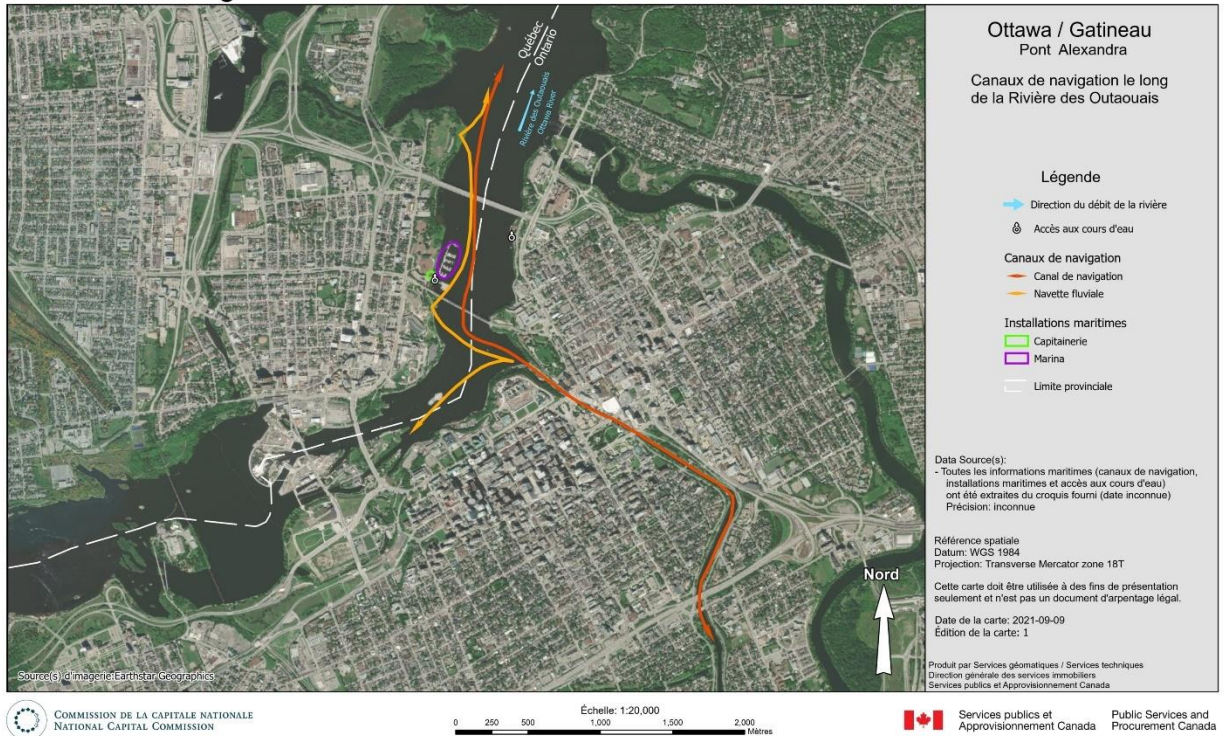 Québec
Ontario
Rivière des Outaouais
Ottawa River
Source(s) d'imagerie:Earthstar Geographics
Ottawa / Gatineau
Pont Alexandra
Canaux de navigation le long
de la Rivière des Outaouais
Légende
Direction du débit de la rivière
Accès aux cours d'eau
Canaux de navigation
Canal de navigation
Navette fluviale
Installations maritimes
Capitainerie
Marina
Limite provinciale
Data Source(s):
- Toutes les informations maritimes (canaux de navigation,
installations maritimes et accès aux cours d'eau)
ont été extraites du croquis fourni (date inconnue)
Précision: inconnue
Référence spatiale
Datum: WGS 1984
Projection: Transverse Mercator zone 18T
Nord
Cette carte doit être utilisée à des fins de présentation
seulement et n'est pas un document d'arpentage légal.
Date de la carte: 2021-09-09
Édition de la carte: 1
Produit par Services géomatiques / Services techniques
Direction générale des services immobiliers
Services publics et Approvisionnement Canada
COMMISSION DE LA CAPITALE NATIONALE
NATIONAL CAPITAL COMMISSION
Échelle: 1:20,000
0 250 500 1,000 1,500 2,000
Mètres
Services publics et
Approvisionnement Canada
Public Services and
Procurement Canada